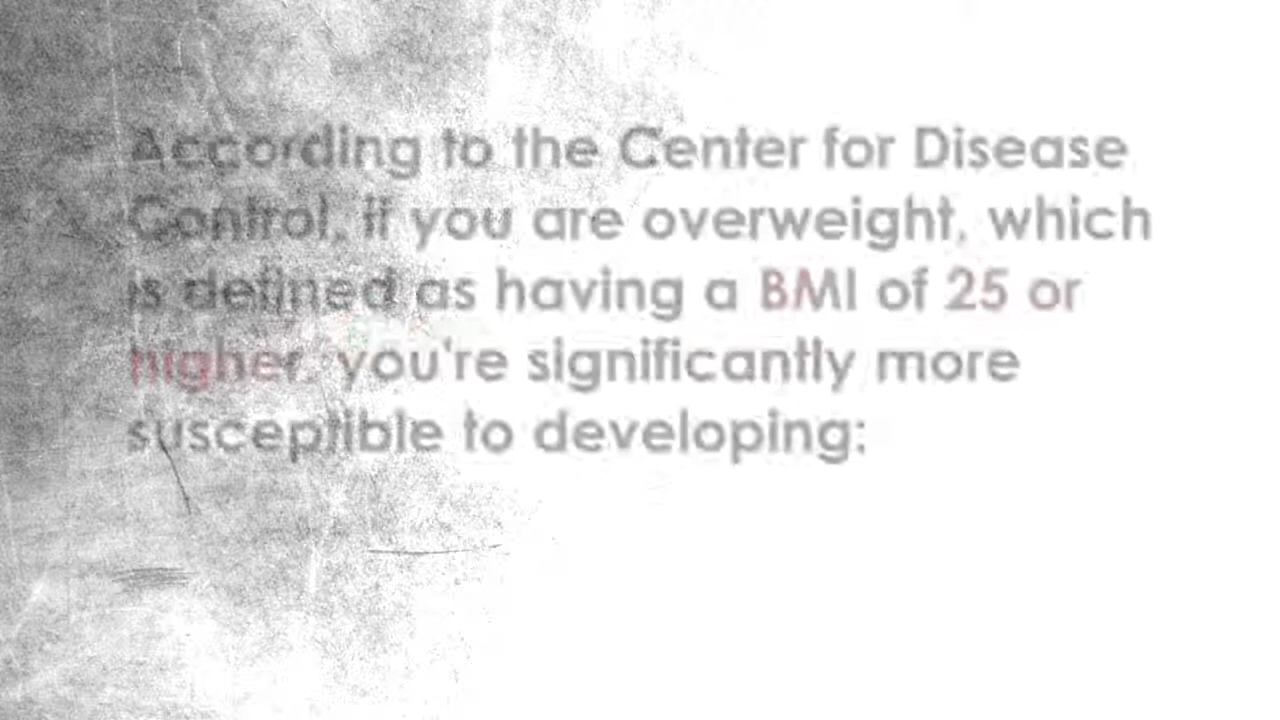 According to the Center for Disease
Control, if you are overweight, which
is defined as having a BMI of 25 or
higher, you're significantly more
susceptible to developing: